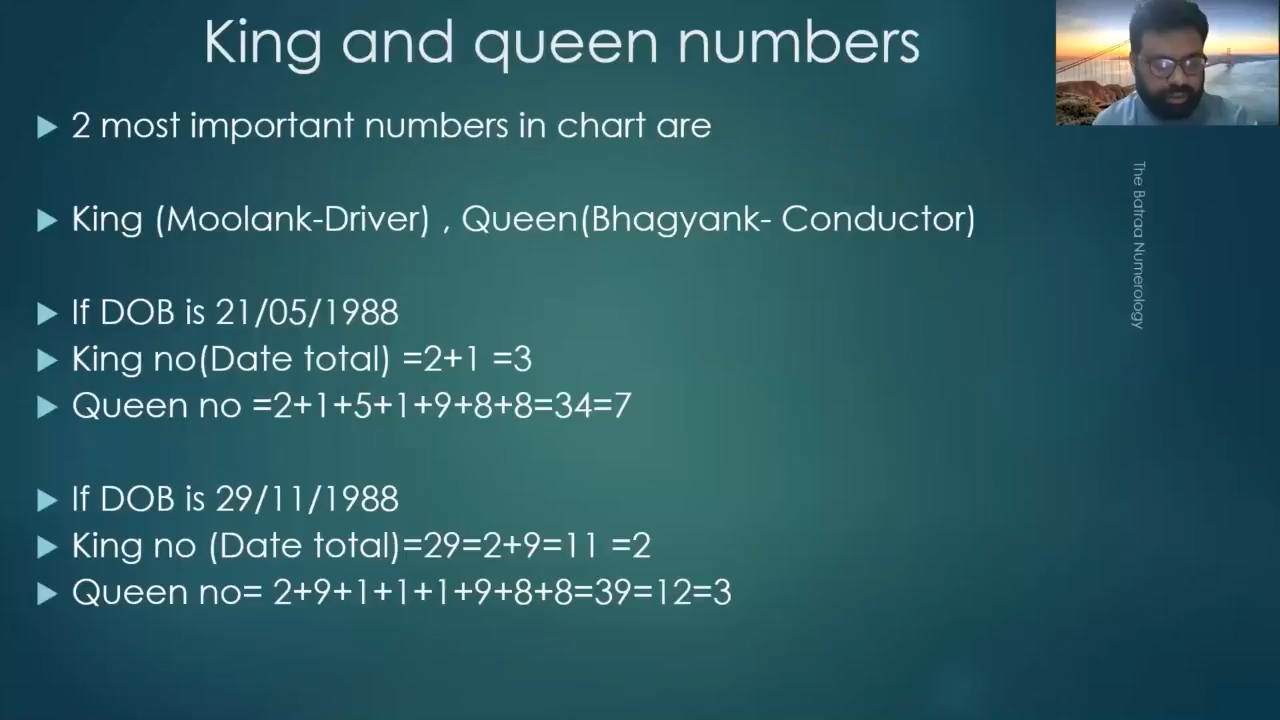 King and queen numbers
2 most important numbers in chart are
King (Moolank-Driver) , Queen(Bhagyank- Conductor)
If DOB is 21/05/1988
King no(Date total) =2+1 =3
Queen no =2+1+5+1+9+8+8=34=7
If DOB is 29/11/1988
King no (Date total)=29=2+9=11 =2
Queen no= 2+9+1+1+1+9+8+8=39=12=3
The Batraa Numerology